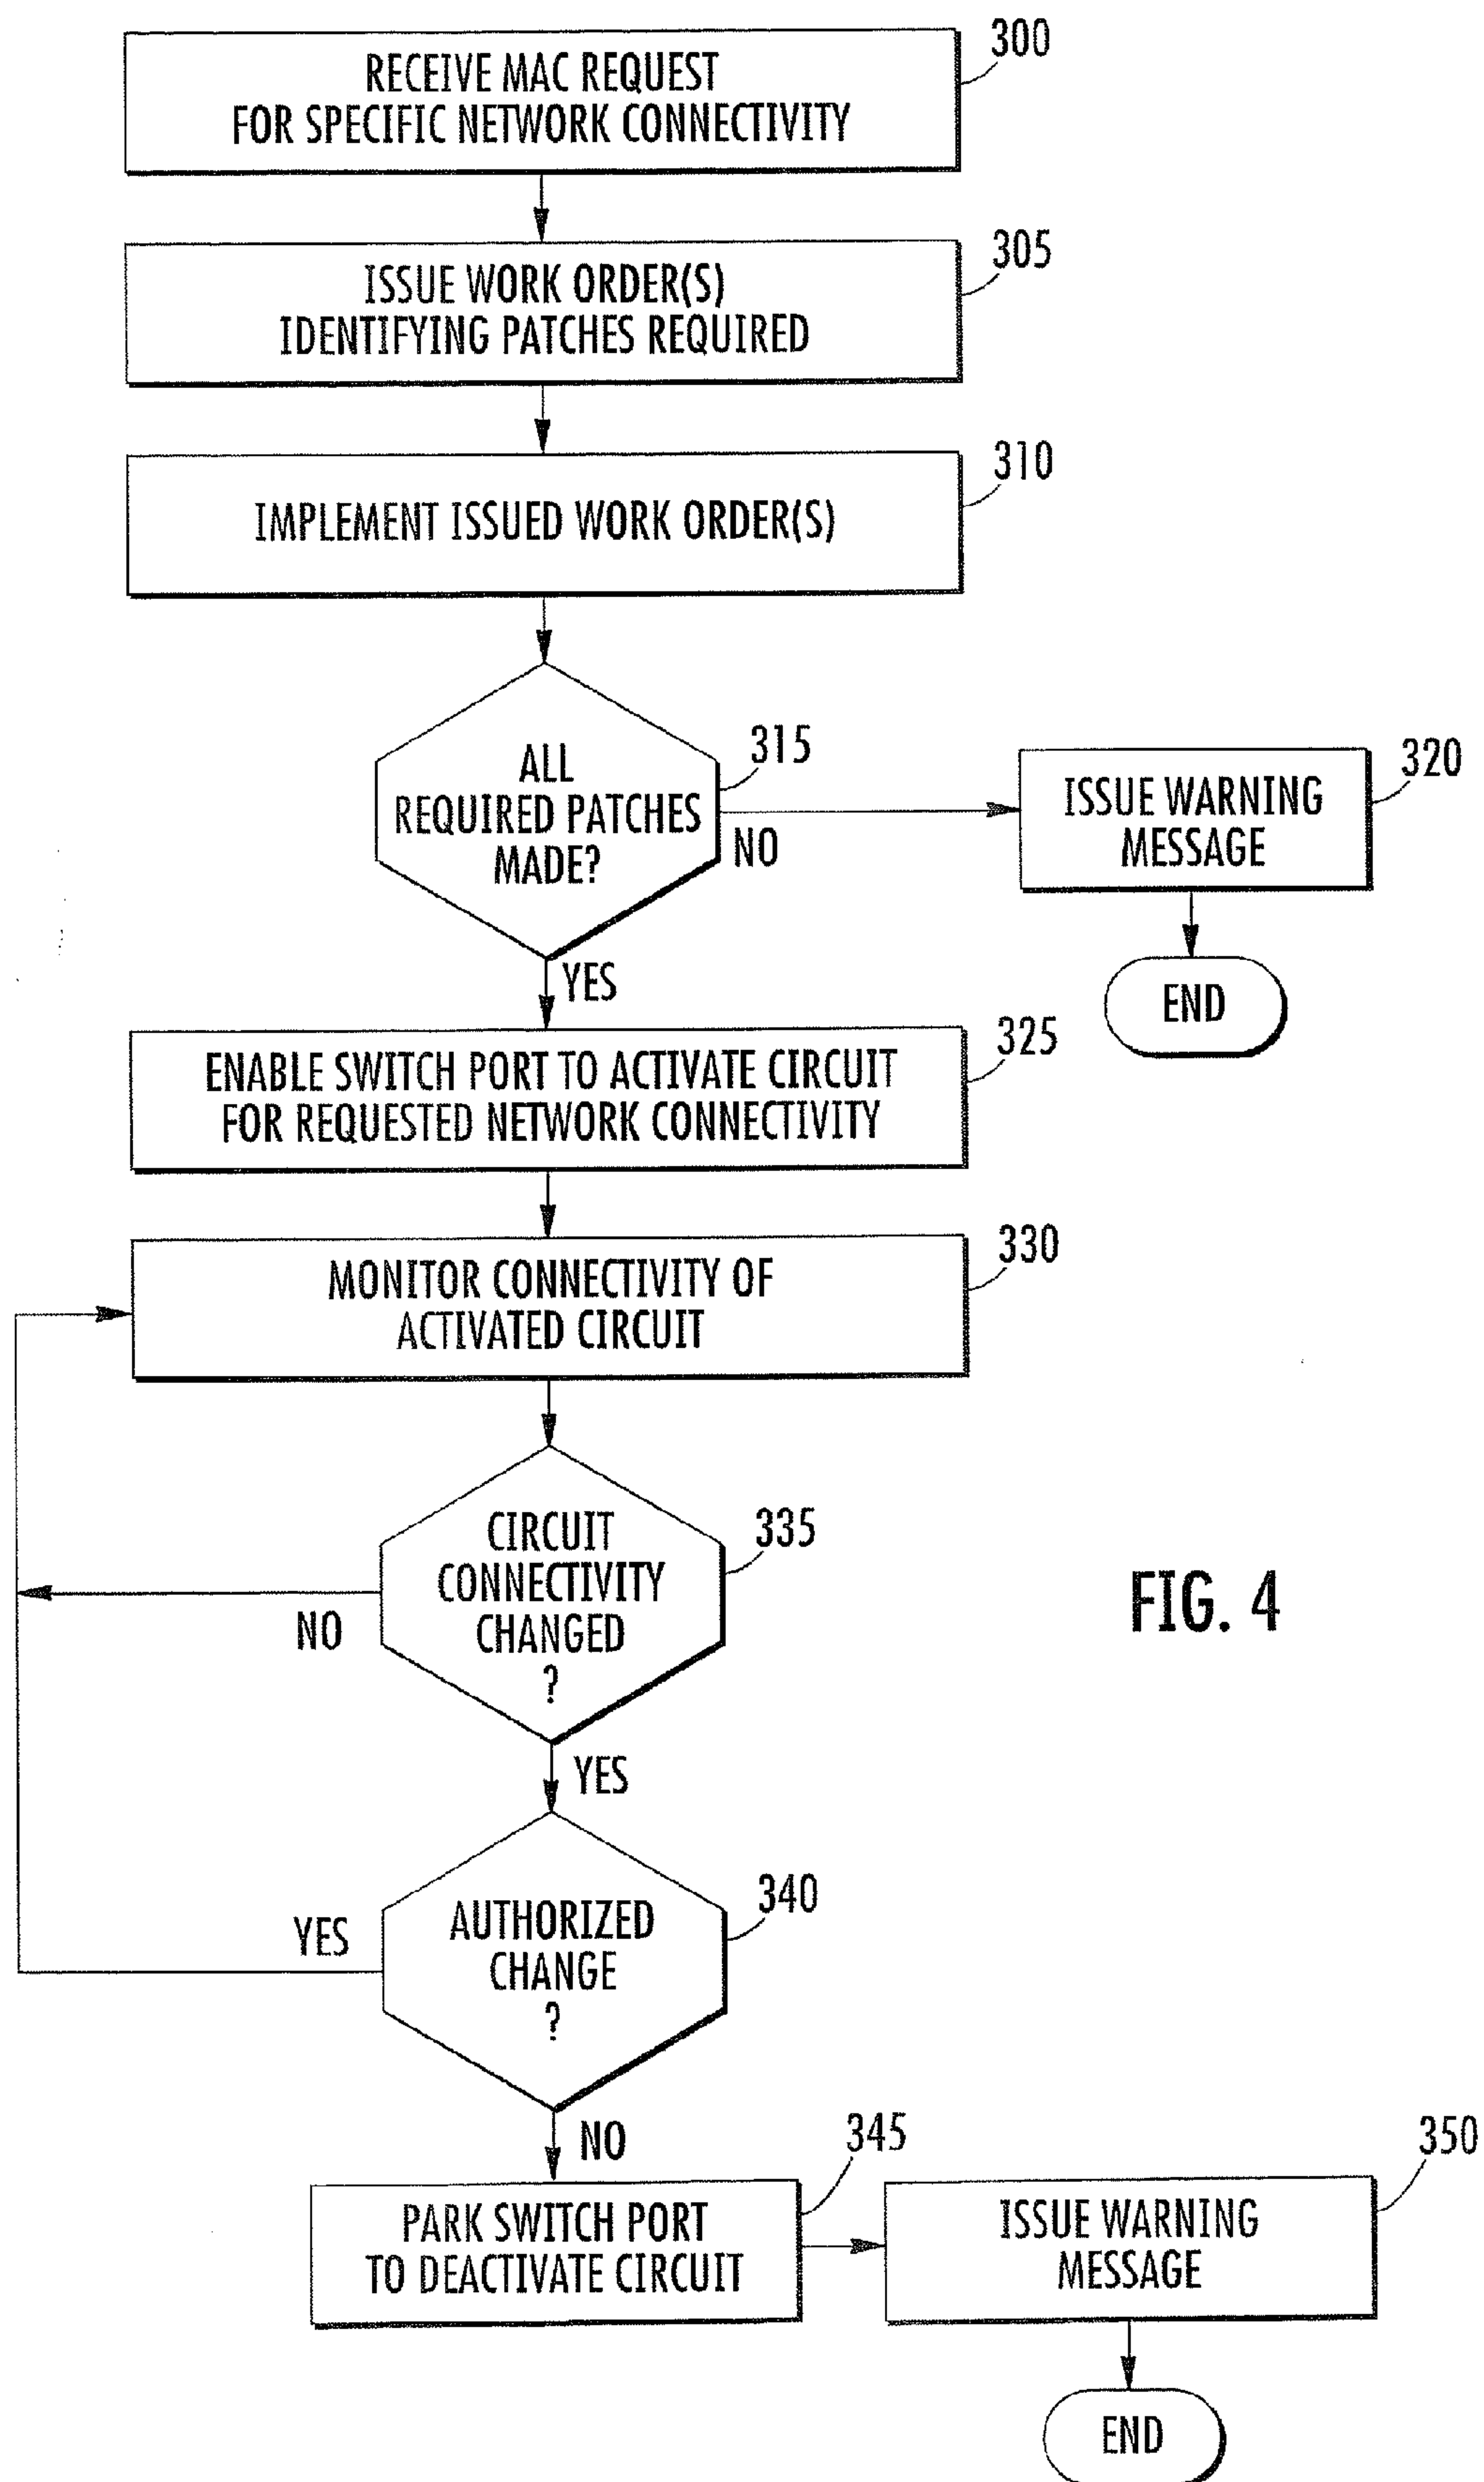 300
RECEIVE MAC REQUEST
FOR SPECIFIC NETWORK CONNECTIVITY
305
ISSUE WORK ORDER(S)
IDENTIFYING PATCHES REQUIRED
310
IMPLEMENT ISSUED WORK ORDER(S)
315
ALL
REQUIRED PATCHES
MADE?
NO
320
ISSUE WARNING
MESSAGE
END
YES
325
ENABLE SWITCH PORT TO ACTIVATE CIRCUIT
FOR REQUESTED NETWORK CONNECTIVITY
330
MONITOR CONNECTIVITY OF
ACTIVATED CIRCUIT
335
CIRCUIT
CONNECTIVITY
CHANGED
?
NO
FIG. 4
YES
340
AUTHORIZED
CHANGE
?
YES
NO
345
PARK SWITCH PORT
TO DEACTIVATE CIRCUIT
350
ISSUE WARNING
MESSAGE
END